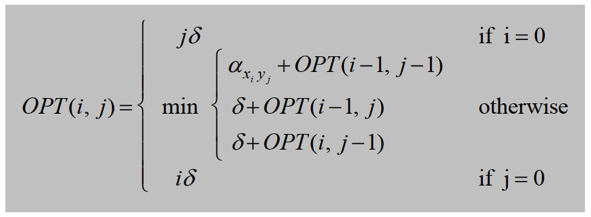 jδ if i = 0
α_{x_i y_j} + OPT(i−1, j−1)
OPT(i, j) = min δ + OPT(i−1, j) otherwise
δ + OPT(i, j−1)
iδ if j = 0